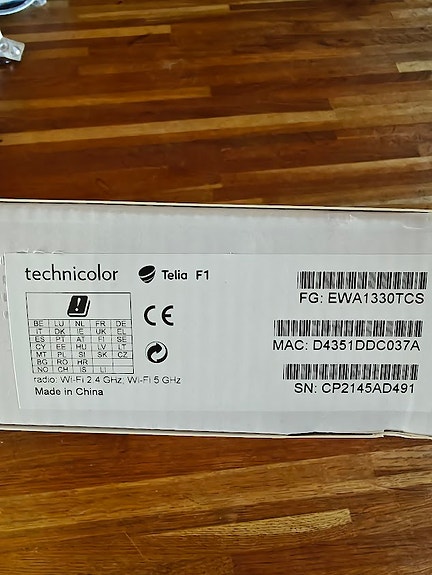 technicolor Telia F1
BE LU NL FR DE
IT DK IE UK EL
ES PT AT FI SE
CY EE HU LV LT
MT PL SI SK CZ
BG RO HR
NO CH IS LI
CE
radio: Wi-Fi 2.4 GHz; Wi-Fi 5 GHz
Made in China
FG: EWA1330TCS
MAC: D4351DDC037A
SN: CP2145AD491